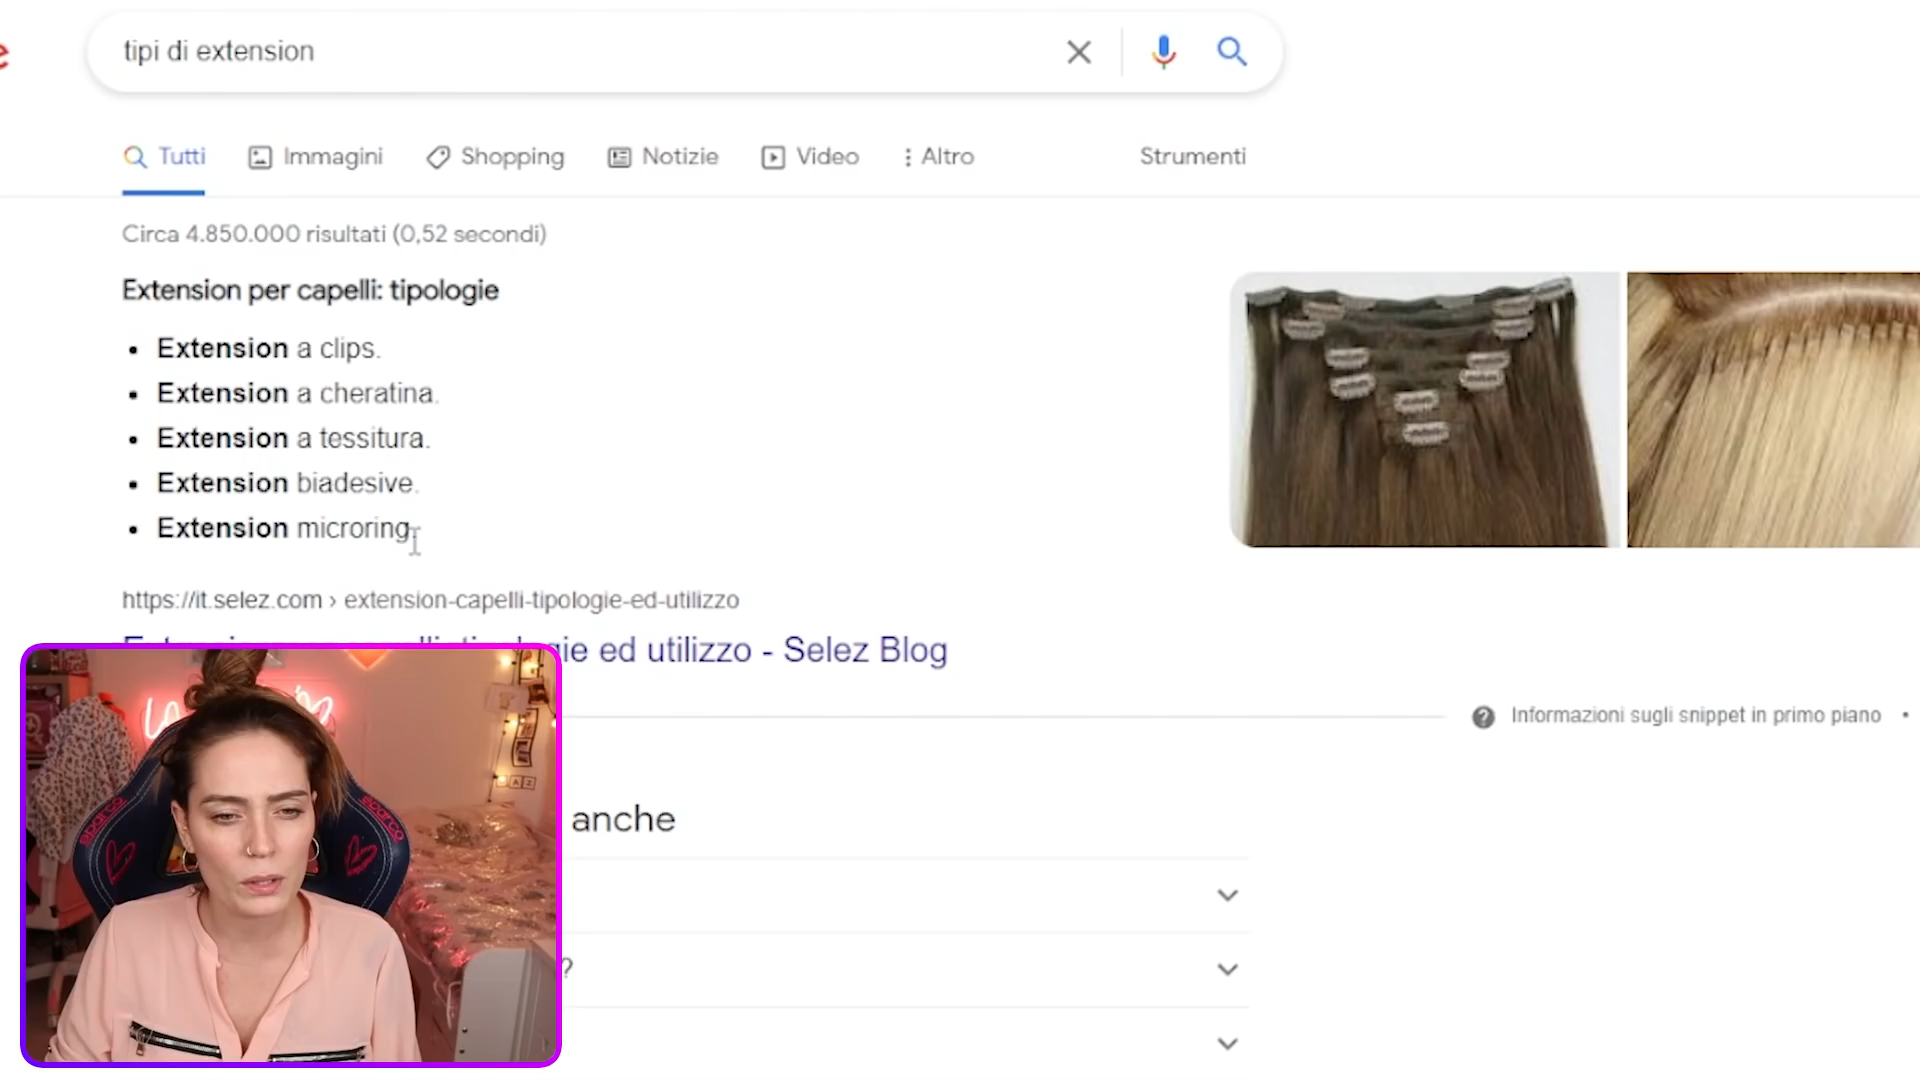 tipi di extension
Tutti Immagini Shopping Notizie Video Altro Strumenti
Circa 4.850.000 risultati (0,52 secondi)
Extension per capelli: tipologie
• Extension a clips.
• Extension a cheratina.
• Extension a tessitura.
• Extension biadesive.
• Extension microring.
https://it.selez.com › extension-capelli-tipologie-ed-utilizzo
ed utilizzo - Selez Blog
Informazioni sugli snippet in primo piano •
anche
?
sparco sparco